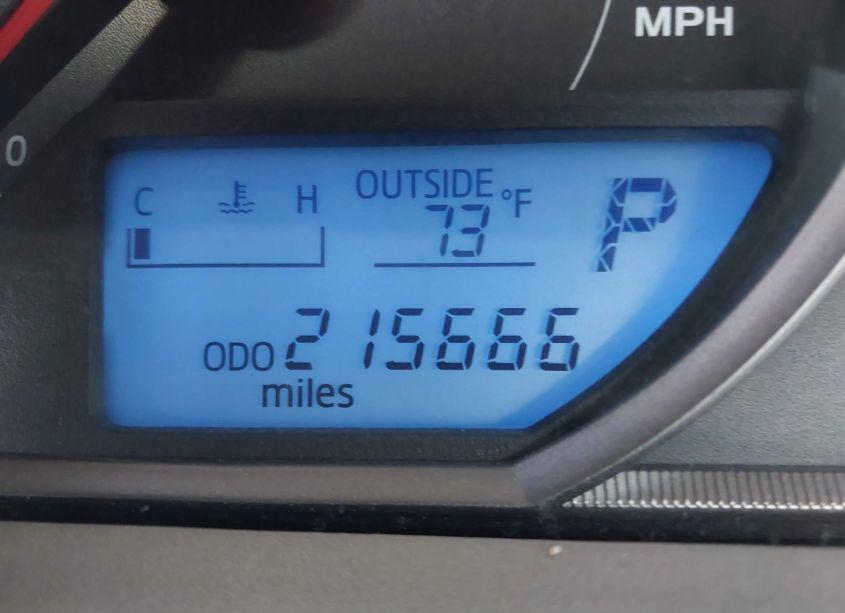 MPH
0
C H OUTSIDE °F P
73
ODO 215666
miles